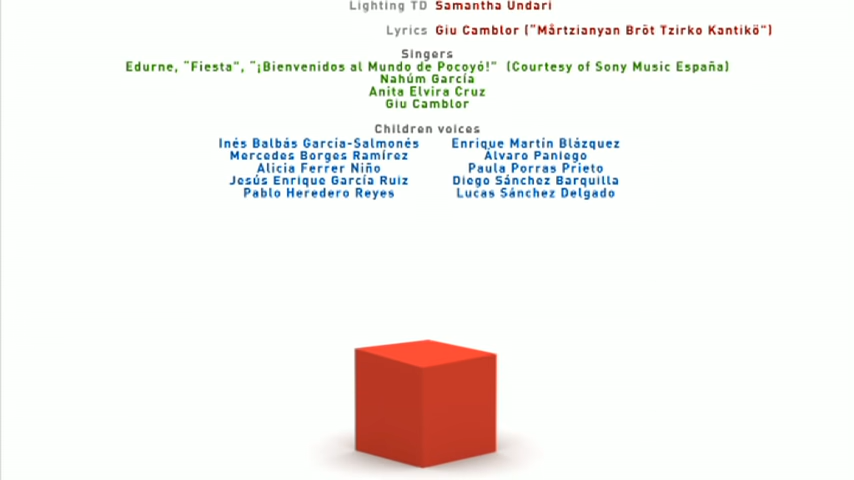 Lighting TD Samantha Undari
Lyrics Giu Camblor ("Mårtzianyan Bröt Tzirko Kantikö")
Singers
Edurne, "Fiesta", "¡Bienvenidos al Mundo de Pocoyó!" (Courtesy of Sony Music España)
Nahúm García
Anita Elvira Cruz
Giu Camblor
Children voices
Inés Balbás García-Salmonés Enrique Martín Blázquez
Mercedes Borges Ramírez Álvaro Paniego
Alicia Ferrer Niño Paula Porras Prieto
Jesús Enrique García Ruiz Diego Sánchez Barquilla
Pablo Heredero Reyes Lucas Sánchez Delgado